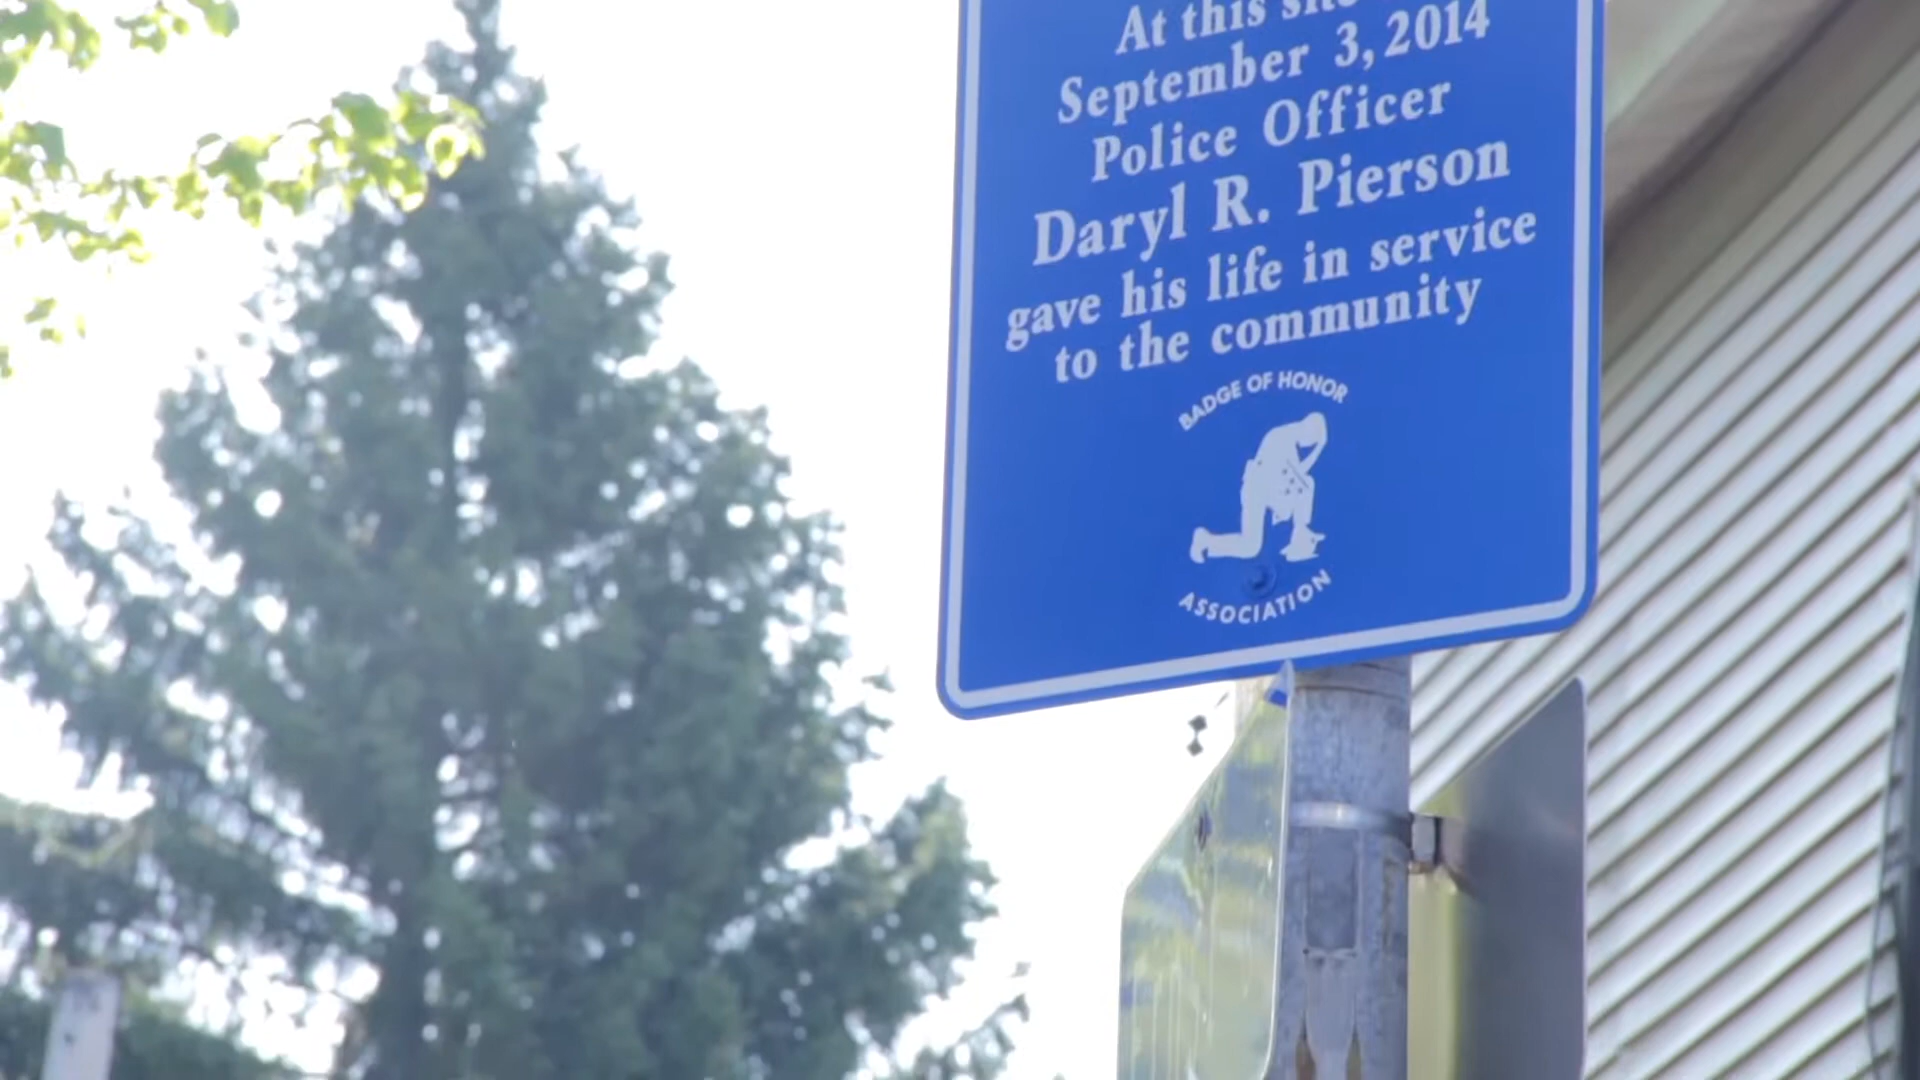 At this site
September 3, 2014
Police Officer
Daryl R. Pierson
gave his life in service
to the community
BADGE OF HONOR
ASSOCIATION